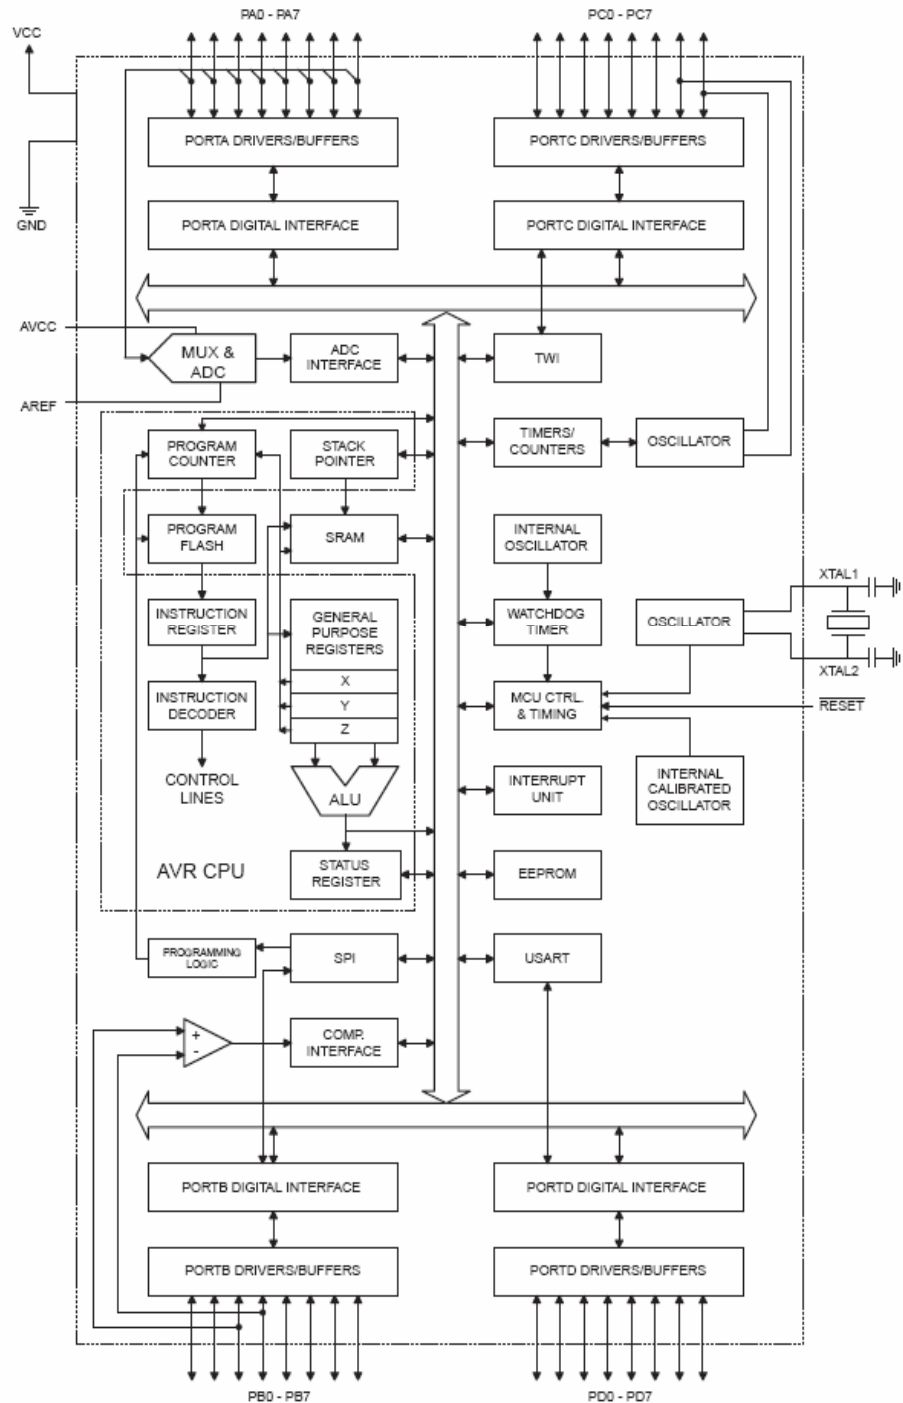 PA0 - PA7
PC0 - PC7
VCC
PORTA DRIVERS/BUFFERS
PORTC DRIVERS/BUFFERS
PORTA DIGITAL INTERFACE
PORTC DIGITAL INTERFACE
GND
AVCC
MUX &
ADC
ADC
INTERFACE
TWI
AREF
PROGRAM
COUNTER
STACK
POINTER
TIMERS/
COUNTERS
OSCILLATOR
PROGRAM
FLASH
SRAM
INTERNAL
OSCILLATOR
XTAL1
INSTRUCTION
REGISTER
GENERAL
PURPOSE
REGISTERS
WATCHDOG
TIMER
OSCILLATOR
XTAL2
X
Y
Z
INSTRUCTION
DECODER
MCU CTRL.
& TIMING
RESET
CONTROL
LINES
ALU
INTERRUPT
UNIT
INTERNAL
CALIBRATED
OSCILLATOR
AVR CPU
STATUS
REGISTER
EEPROM
PROGRAMMING
LOGIC
SPI
USART
+
-
COMP.
INTERFACE
PORTB DIGITAL INTERFACE
PORTD DIGITAL INTERFACE
PORTB DRIVERS/BUFFERS
PORTD DRIVERS/BUFFERS
PB0 - PB7
PD0 - PD7